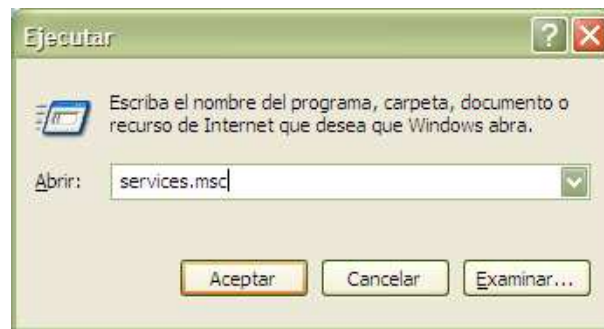 Ejecutar
Escriba el nombre del programa, carpeta, documento o
recurso de Internet que desea que Windows abra.
Abrir: services.msc
Aceptar Cancelar Examinar...